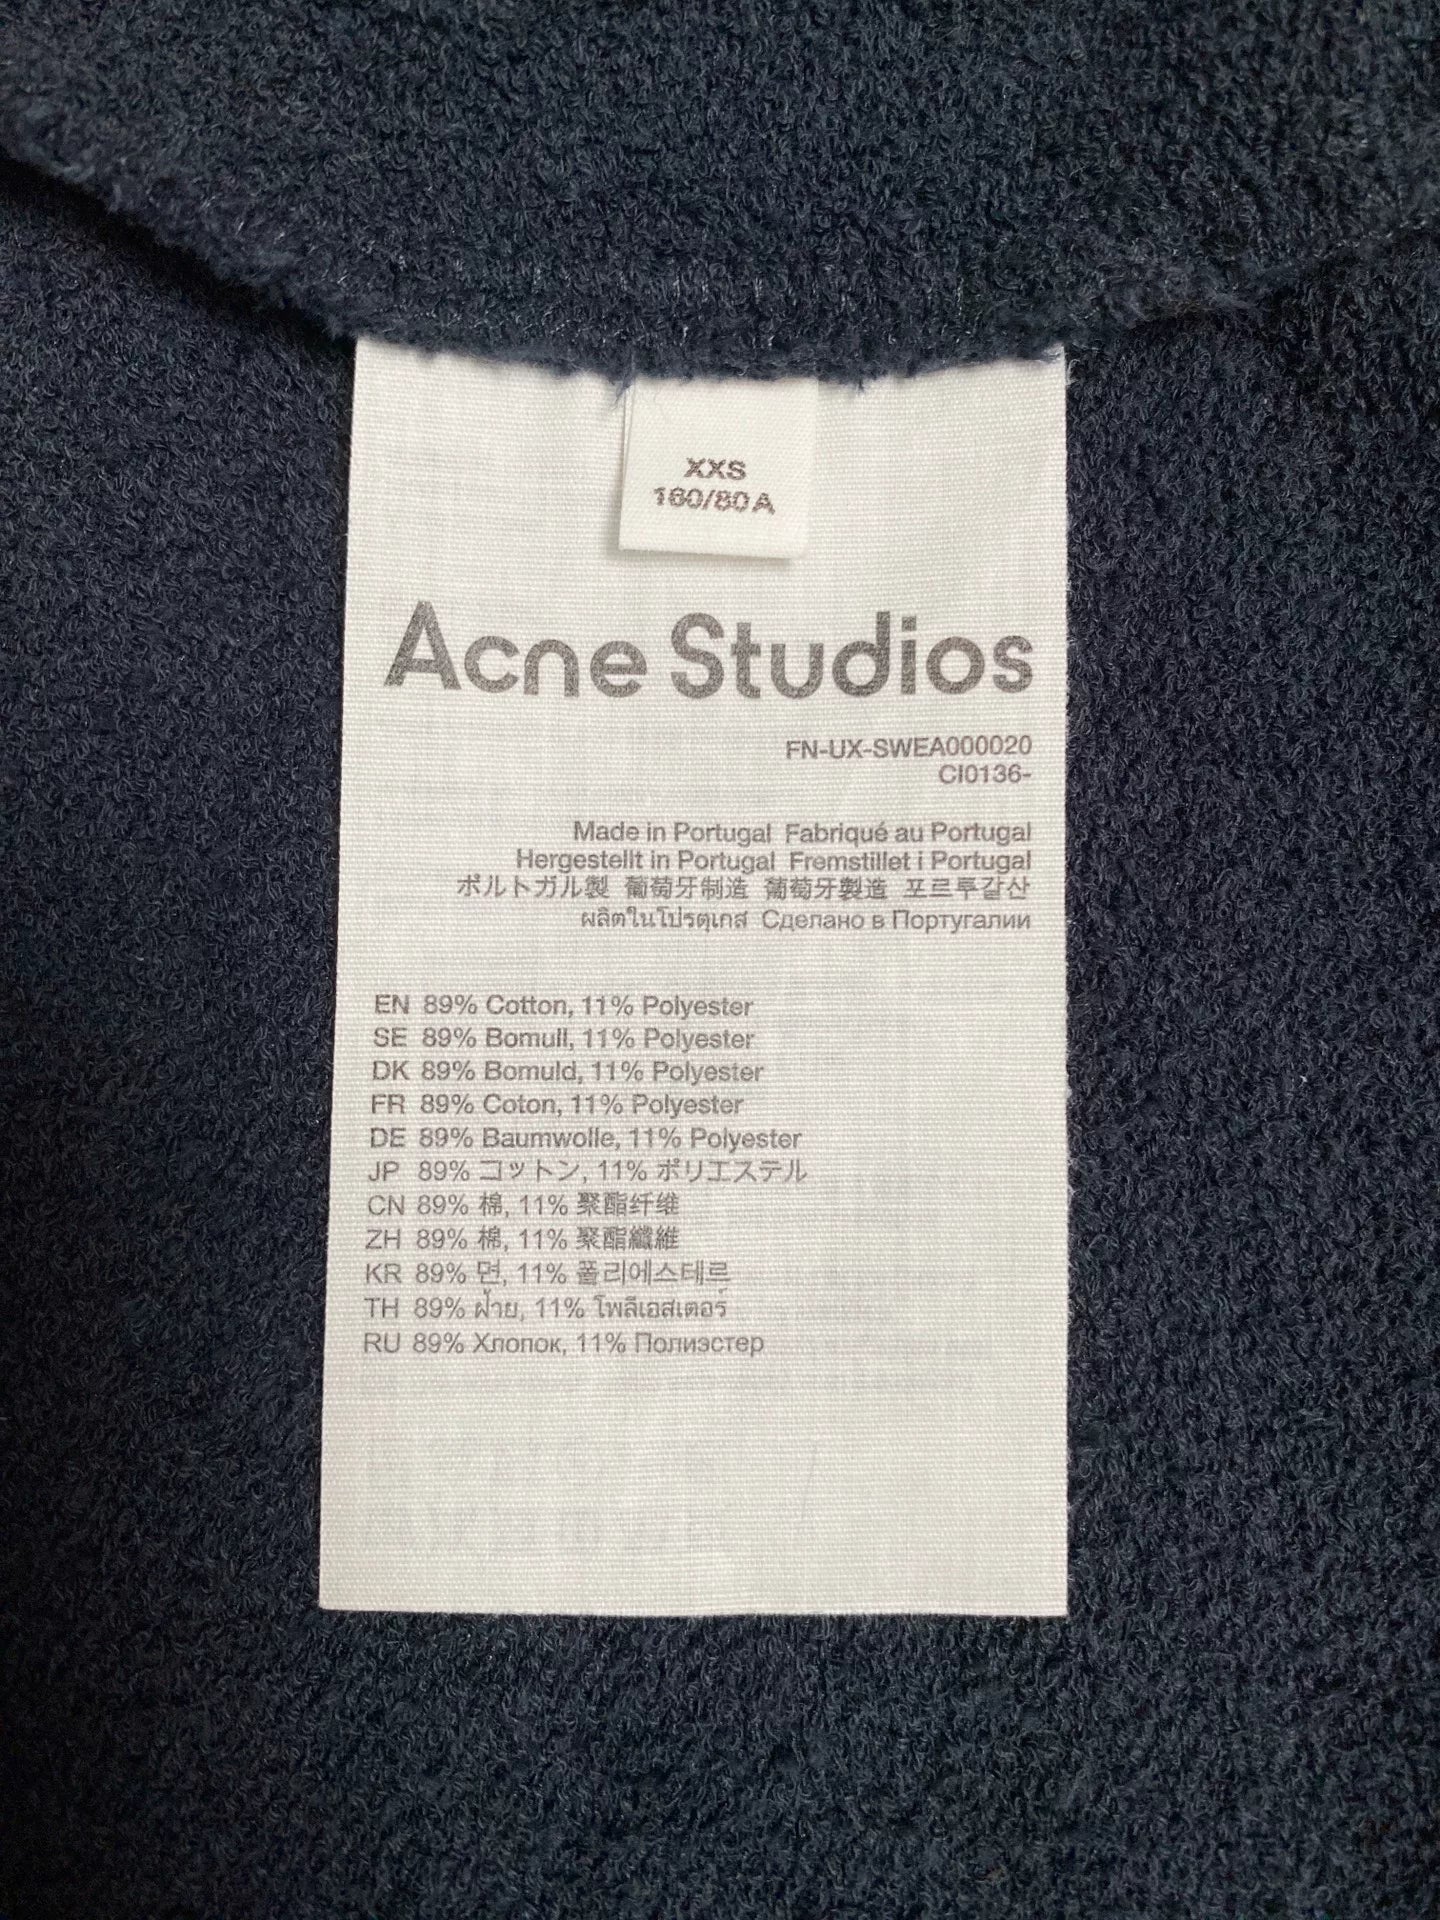 XXS
160/80A
Acne Studios
FN-UX-SWEA000020
CI0136-
Made in Portugal Fabriqué au Portugal
Hergestellt in Portugal Fremstillet i Portugal
ポルトガル製 葡萄牙制造 葡萄牙製造 포르투갈산
ผลิตในโปรตุเกส Сделано в Португалии
EN 89% Cotton, 11% Polyester
SE 89% Bomull, 11% Polyester
DK 89% Bomuld, 11% Polyester
FR 89% Coton, 11% Polyester
DE 89% Baumwolle, 11% Polyester
JP 89% コットン, 11% ポリエステル
CN 89% 棉, 11% 聚酯纤维
ZH 89% 棉, 11% 聚酯纖維
KR 89% 면, 11% 폴리에스테르
TH 89% ฝ้าย, 11% โพลีเอสเตอร์
RU 89% Хлопок, 11% Полиэстер